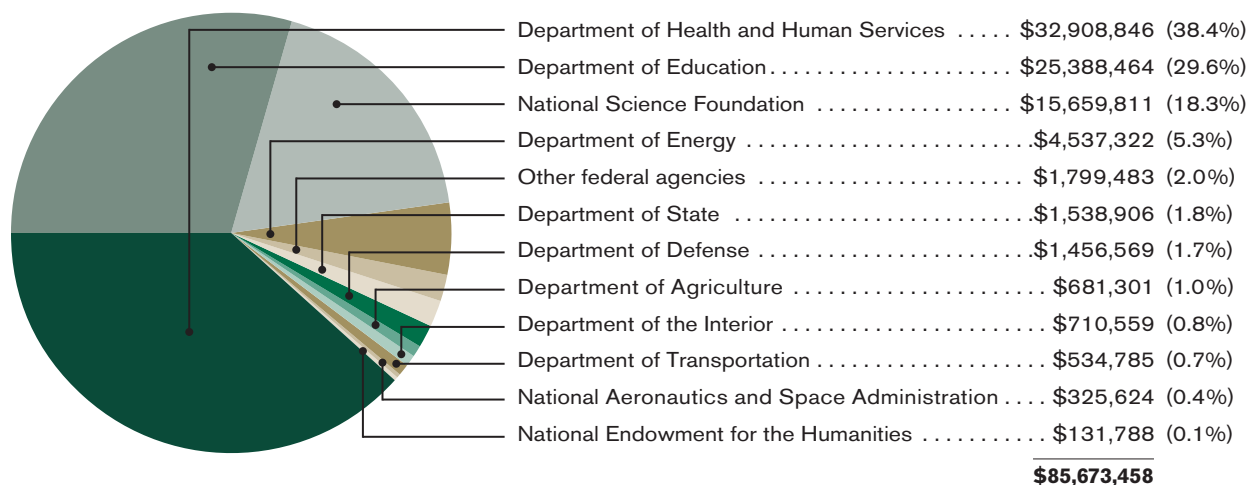 Department of Health and Human Services ..... $32,908,846 (38.4%)
Department of Education..................... $25,388,464 (29.6%)
National Science Foundation ................. $15,659,811 (18.3%)
Department of Energy .........................$4,537,322 (5.3%)
Other federal agencies ....................... $1,799,483 (2.0%)
Department of State ..........................$1,538,906 (1.8%)
Department of Defense ........................$1,456,569 (1.7%)
Department of Agriculture .................... $681,301 (1.0%)
Department of the Interior .................... $710,559 (0.8%)
Department of Transportation.................. $534,785 (0.7%)
National Aeronautics and Space Administration .... $325,624 (0.4%)
National Endowment for the Humanities ........... $131,788 (0.1%)
$85,673,458